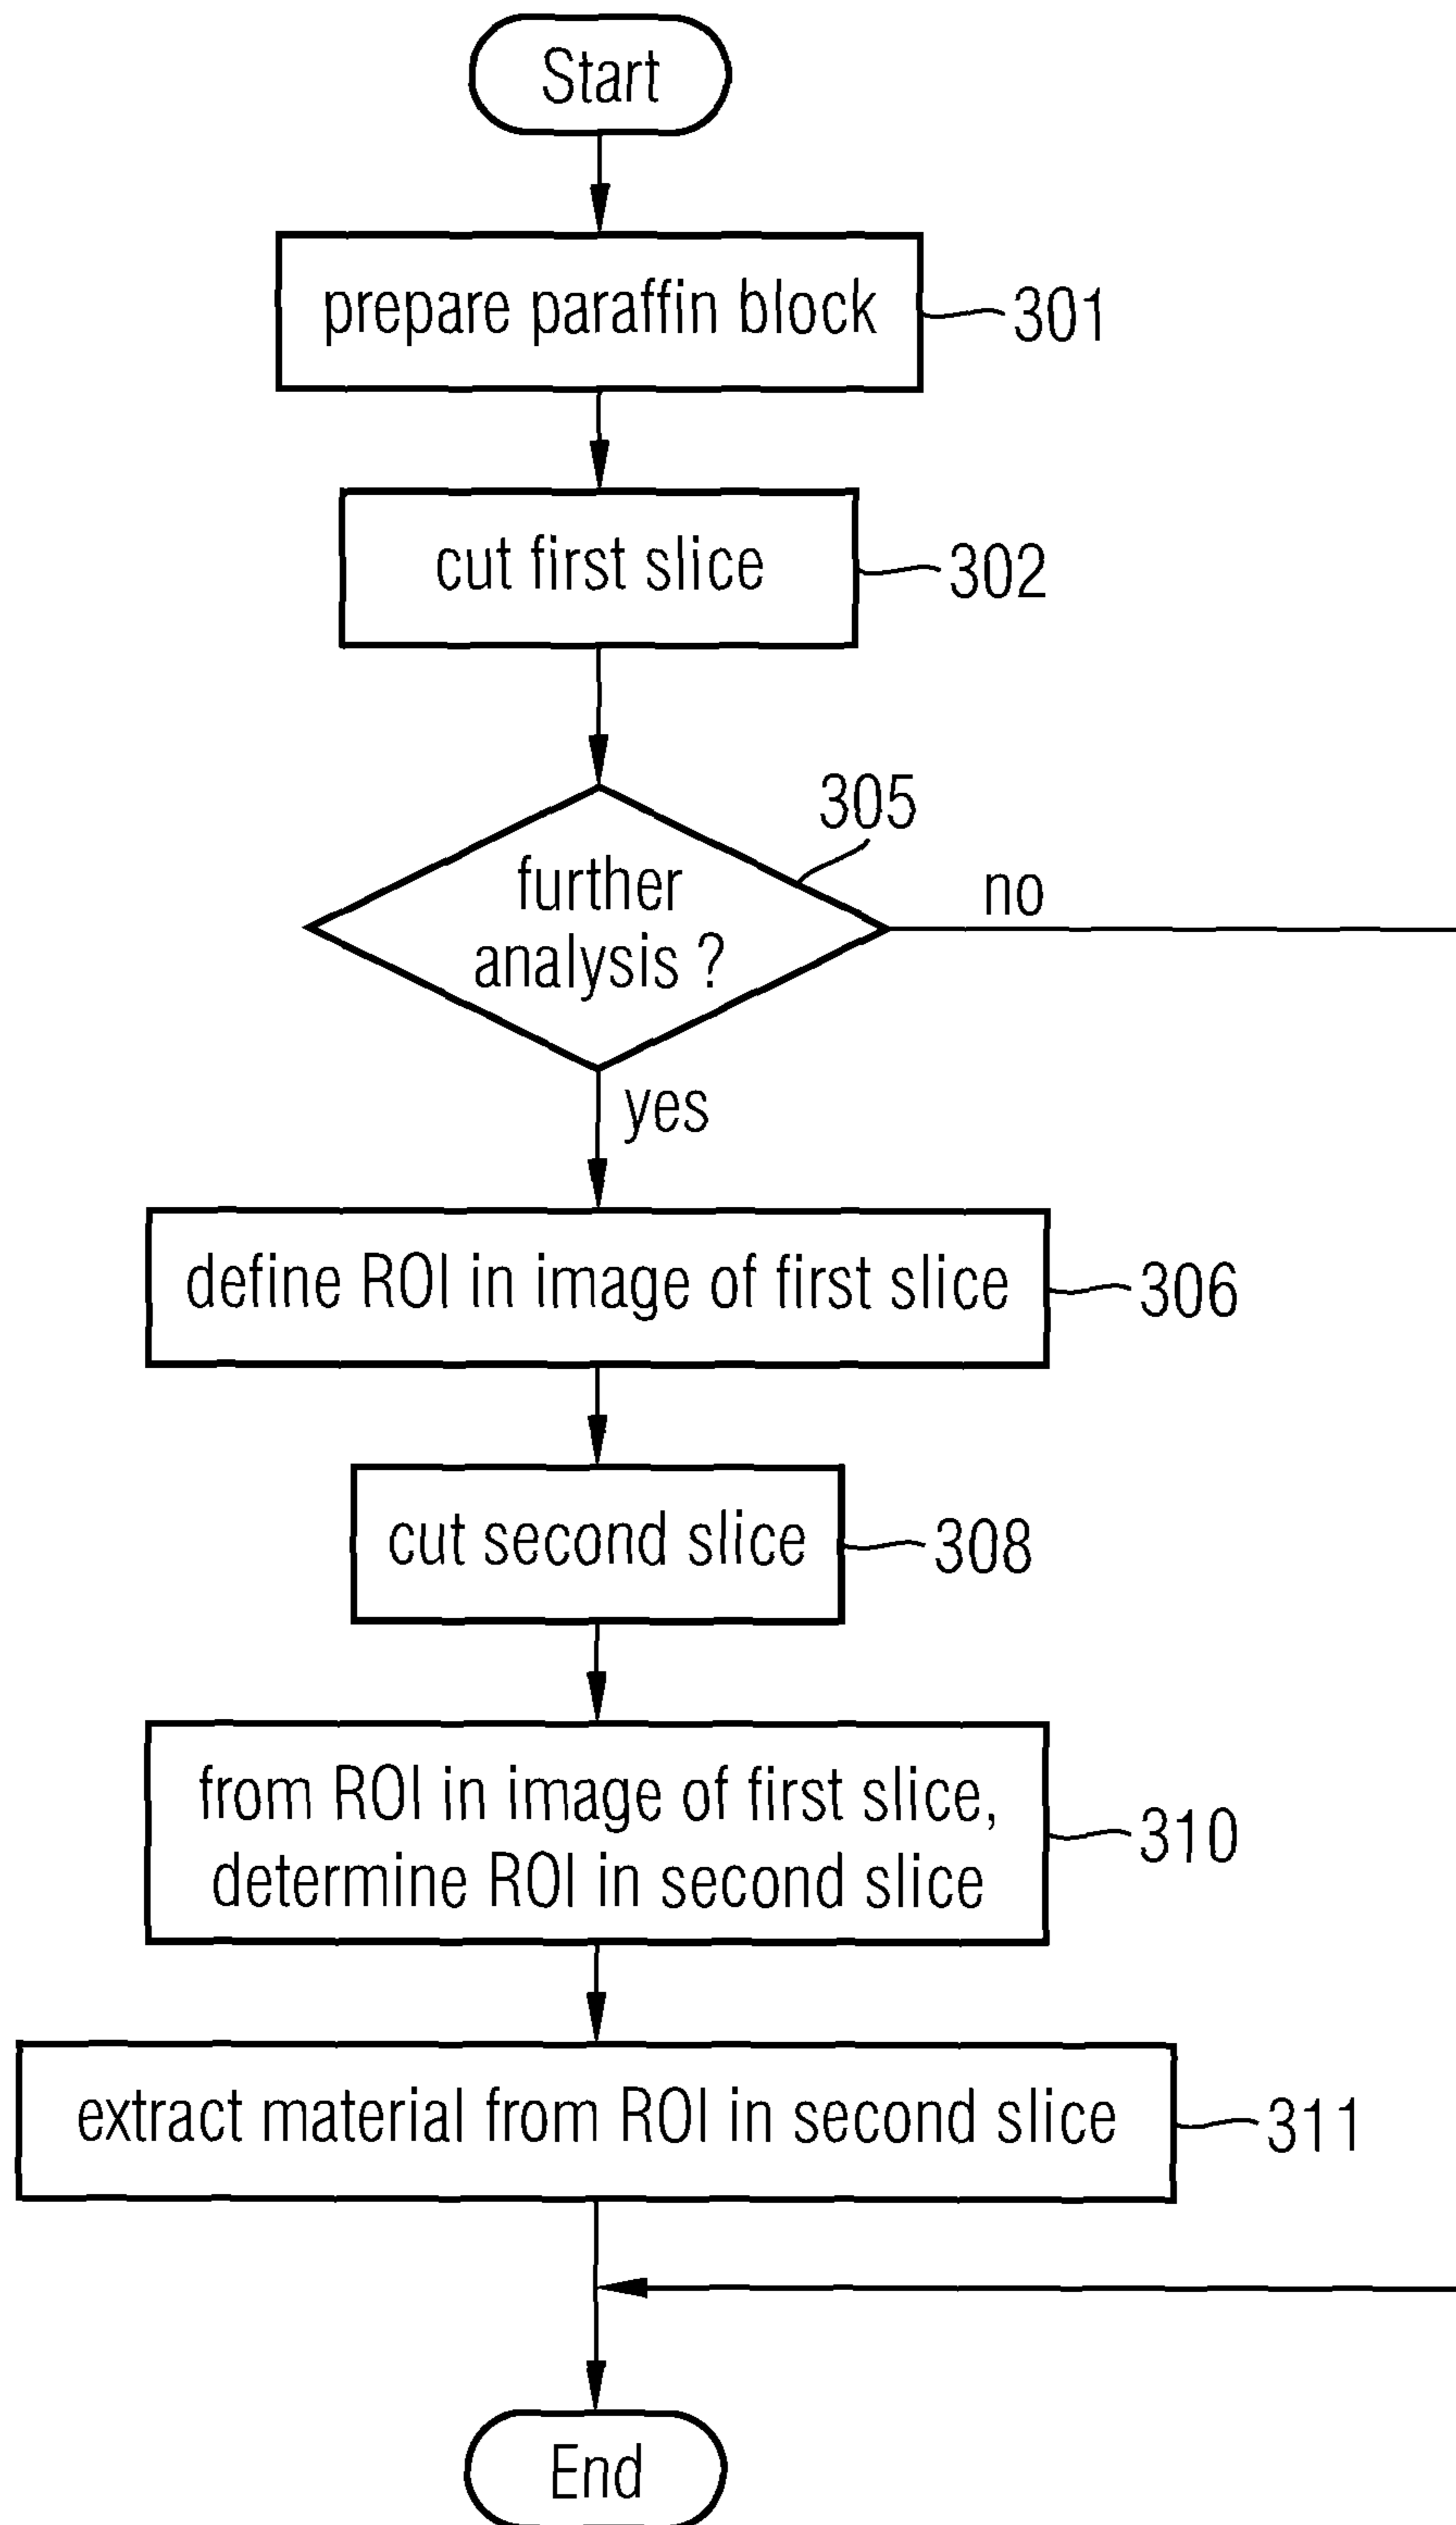 Start
prepare paraffin block
301
cut first slice
302
305
further
analysis ?
no
yes
define ROI in image of first slice
306
cut second slice
308
from ROI in image of first slice,
determine ROI in second slice
310
extract material from ROI in second slice
311
End